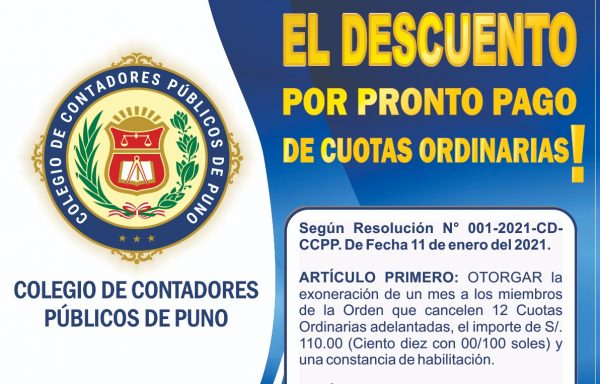 COLEGIO DE CONTADORES PÚBLICOS DE PUNO
COLEGIO DE CONTADORES
PÚBLICOS DE PUNO
EL DESCUENTO
POR PRONTO PAGO
DE CUOTAS ORDINARIAS!
Según Resolución N° 001-2021-CD-
CCPP. De Fecha 11 de enero del 2021.
ARTÍCULO PRIMERO: OTORGAR la
exoneración de un mes a los miembros
de la Orden que cancelen 12 Cuotas
Ordinarias adelantadas, el importe de S/.
110.00 (Ciento diez con 00/100 soles) y
una constancia de habilitación.